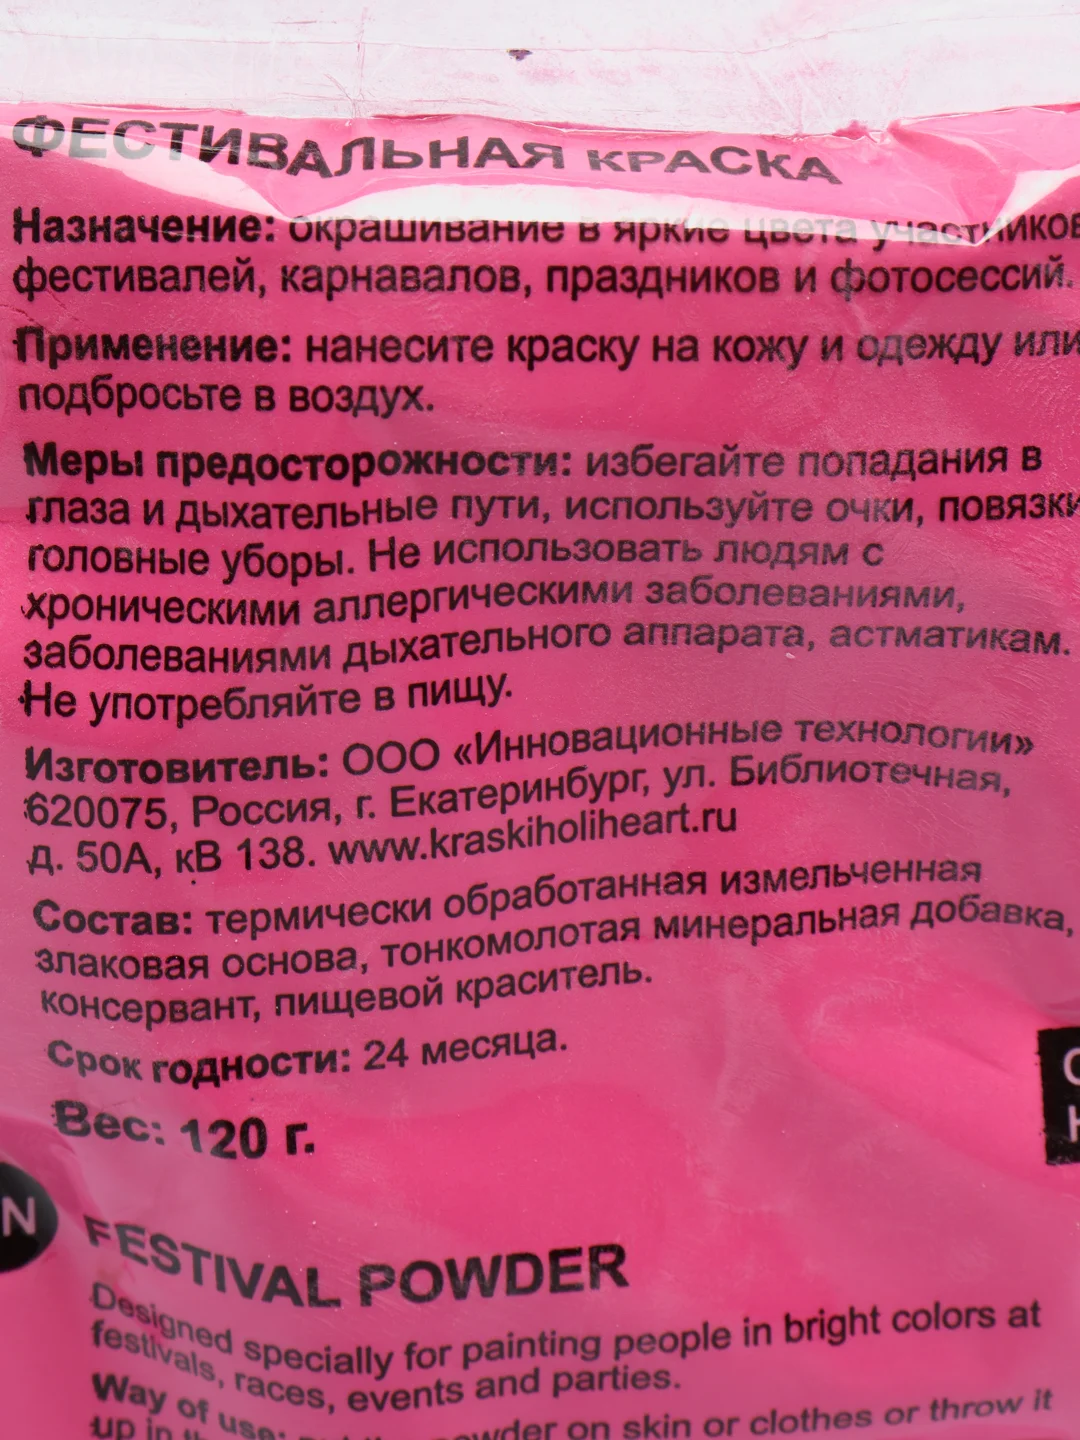 ФЕСТИВАЛЬНАЯ КРАСКА
Назначение: окрашивание в яркие цвета участников
фестивалей, карнавалов, праздников и фотосессий.
Применение: нанесите краску на кожу и одежду или
подбросьте в воздух.
Меры предосторожности: избегайте попадания в
глаза и дыхательные пути, используйте очки, повязки
головные уборы. Не использовать людям с
хроническими аллергическими заболеваниями,
заболеваниями дыхательного аппарата, астматикам.
Не употребляйте в пищу.
Изготовитель: ООО «Инновационные технологии»
620075, Россия, г. Екатеринбург, ул. Библиотечная,
д. 50А, кВ 138. www.kraskiholiheart.ru
Состав: термически обработанная измельченная
злаковая основа, тонкомолотая минеральная добавка,
консервант, пищевой краситель.
Срок годности: 24 месяца.
Вес: 120 г.
N
FESTIVAL POWDER
Designed specially for painting people in bright colors at
festivals, races, events and parties.
Way of use: powder on skin or clothes or throw it
up in